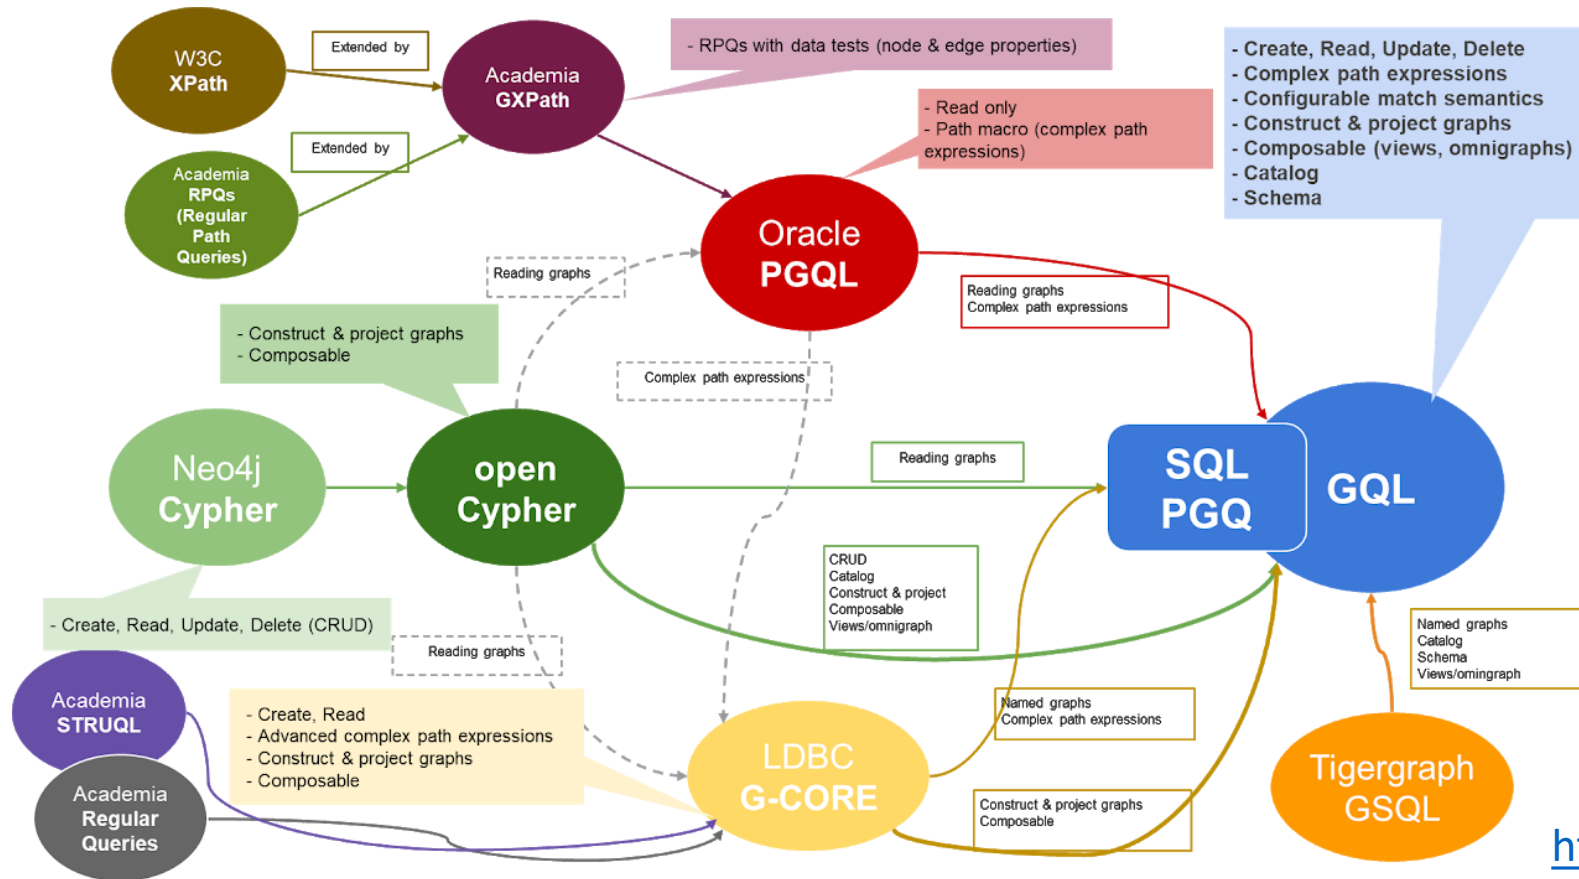 W3C
XPath
Extended by
Academia
GXPath
- RPQs with data tests (node & edge properties)
- Create, Read, Update, Delete
- Complex path expressions
- Configurable match semantics
- Construct & project graphs
- Composable (views, omnigraphs)
- Catalog
- Schema
- Read only
- Path macro (complex path
expressions)
Extended by
Academia
RPQs
(Regular
Path
Queries)
Oracle
PGQL
Reading graphs
Reading graphs
Complex path expressions
- Construct & project graphs
- Composable
Complex path expressions
Neo4j
Cypher
open
Cypher
Reading graphs
SQL
PGQ
GQL
CRUD
Catalog
Construct & project
Composable
Views/omnigraph
- Create, Read, Update, Delete (CRUD)
Reading graphs
Named graphs
Catalog
Schema
Views/omingraph
Academia
STRUQL
- Create, Read
- Advanced complex path expressions
- Construct & project graphs
- Composable
Named graphs
Complex path expressions
LDBC
G-CORE
Tigergraph
GSQL
Academia
Regular
Queries
Construct & project graphs
Composable